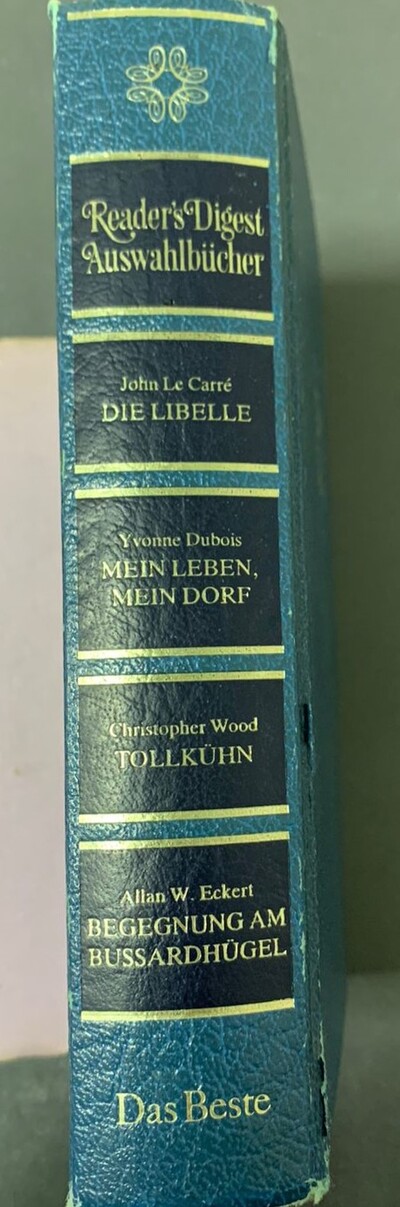 Reader's Digest
Auswahlbücher
John Le Carré
DIE LIBELLE
Yvonne Dubois
MEIN LEBEN,
MEIN DORF
Christopher Wood
TOLLKÜHN
Allan W. Eckert
BEGEGNUNG AM
BUSSARDHÜGEL
Das Beste